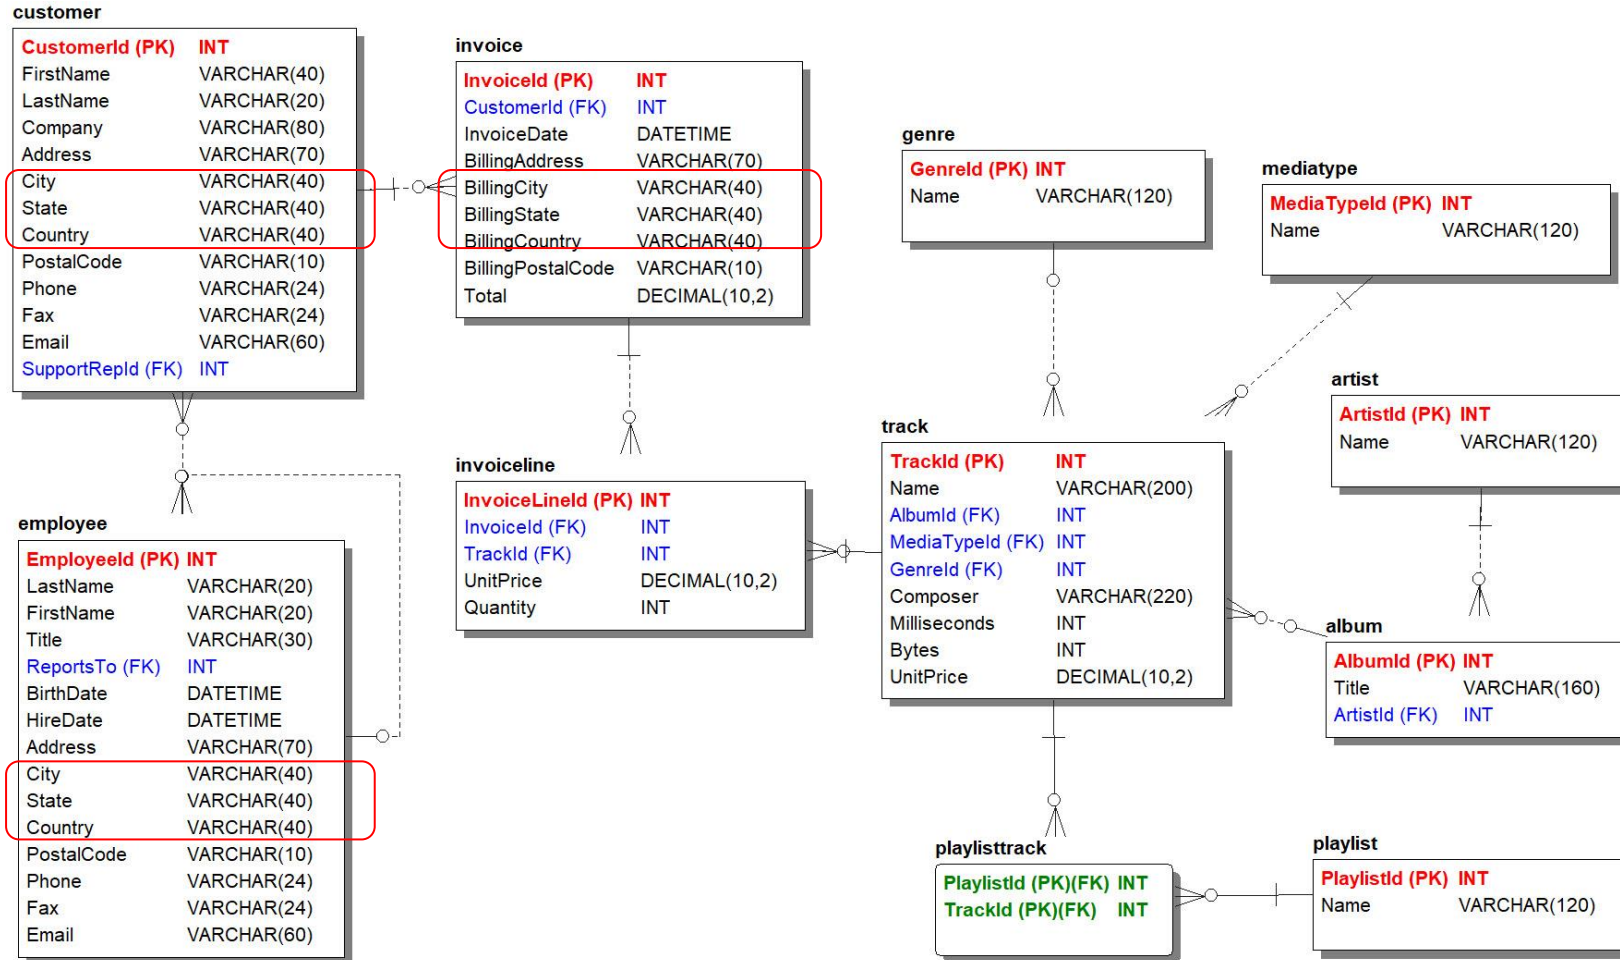 customer
CustomerId (PK) INT
FirstName VARCHAR(40)
LastName VARCHAR(20)
Company VARCHAR(80)
Address VARCHAR(70)
City VARCHAR(40)
State VARCHAR(40)
Country VARCHAR(40)
PostalCode VARCHAR(10)
Phone VARCHAR(24)
Fax VARCHAR(24)
Email VARCHAR(60)
SupportRepId (FK) INT
invoice
InvoiceId (PK) INT
CustomerId (FK) INT
InvoiceDate DATETIME
BillingAddress VARCHAR(70)
BillingCity VARCHAR(40)
BillingState VARCHAR(40)
BillingCountry VARCHAR(40)
BillingPostalCode VARCHAR(10)
Total DECIMAL(10,2)
genre
GenreId (PK) INT
Name VARCHAR(120)
mediatype
MediaTypeId (PK) INT
Name VARCHAR(120)
artist
ArtistId (PK) INT
Name VARCHAR(120)
employee
EmployeeId (PK) INT
LastName VARCHAR(20)
FirstName VARCHAR(20)
Title VARCHAR(30)
ReportsTo (FK) INT
BirthDate DATETIME
HireDate DATETIME
Address VARCHAR(70)
City VARCHAR(40)
State VARCHAR(40)
Country VARCHAR(40)
PostalCode VARCHAR(10)
Phone VARCHAR(24)
Fax VARCHAR(24)
Email VARCHAR(60)
invoiceline
InvoiceLineId (PK) INT
InvoiceId (FK) INT
TrackId (FK) INT
UnitPrice DECIMAL(10,2)
Quantity INT
track
TrackId (PK) INT
Name VARCHAR(200)
AlbumId (FK) INT
MediaTypeId (FK) INT
GenreId (FK) INT
Composer VARCHAR(220)
Milliseconds INT
Bytes INT
UnitPrice DECIMAL(10,2)
album
AlbumId (PK) INT
Title VARCHAR(160)
ArtistId (FK) INT
playlisttrack
PlaylistId (PK)(FK) INT
TrackId (PK)(FK) INT
playlist
PlaylistId (PK) INT
Name VARCHAR(120)